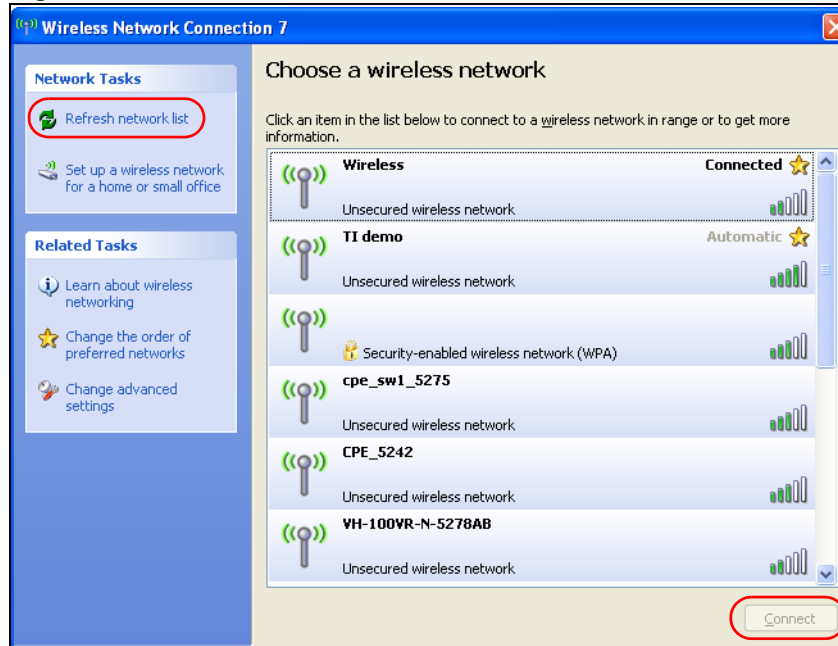 Wireless Network Connection 7
Network Tasks
Refresh network list
Set up a wireless network
for a home or small office
Related Tasks
Learn about wireless
networking
Change the order of
preferred networks
Change advanced
settings
Choose a wireless network
Click an item in the list below to connect to a wireless network in range or to get more
information.
Wireless Connected
Unsecured wireless network
TI demo Automatic
Unsecured wireless network
Security-enabled wireless network (WPA)
cpe_sw1_5275
Unsecured wireless network
CPE_5242
Unsecured wireless network
VH-100VR-N-5278AB
Unsecured wireless network
Connect